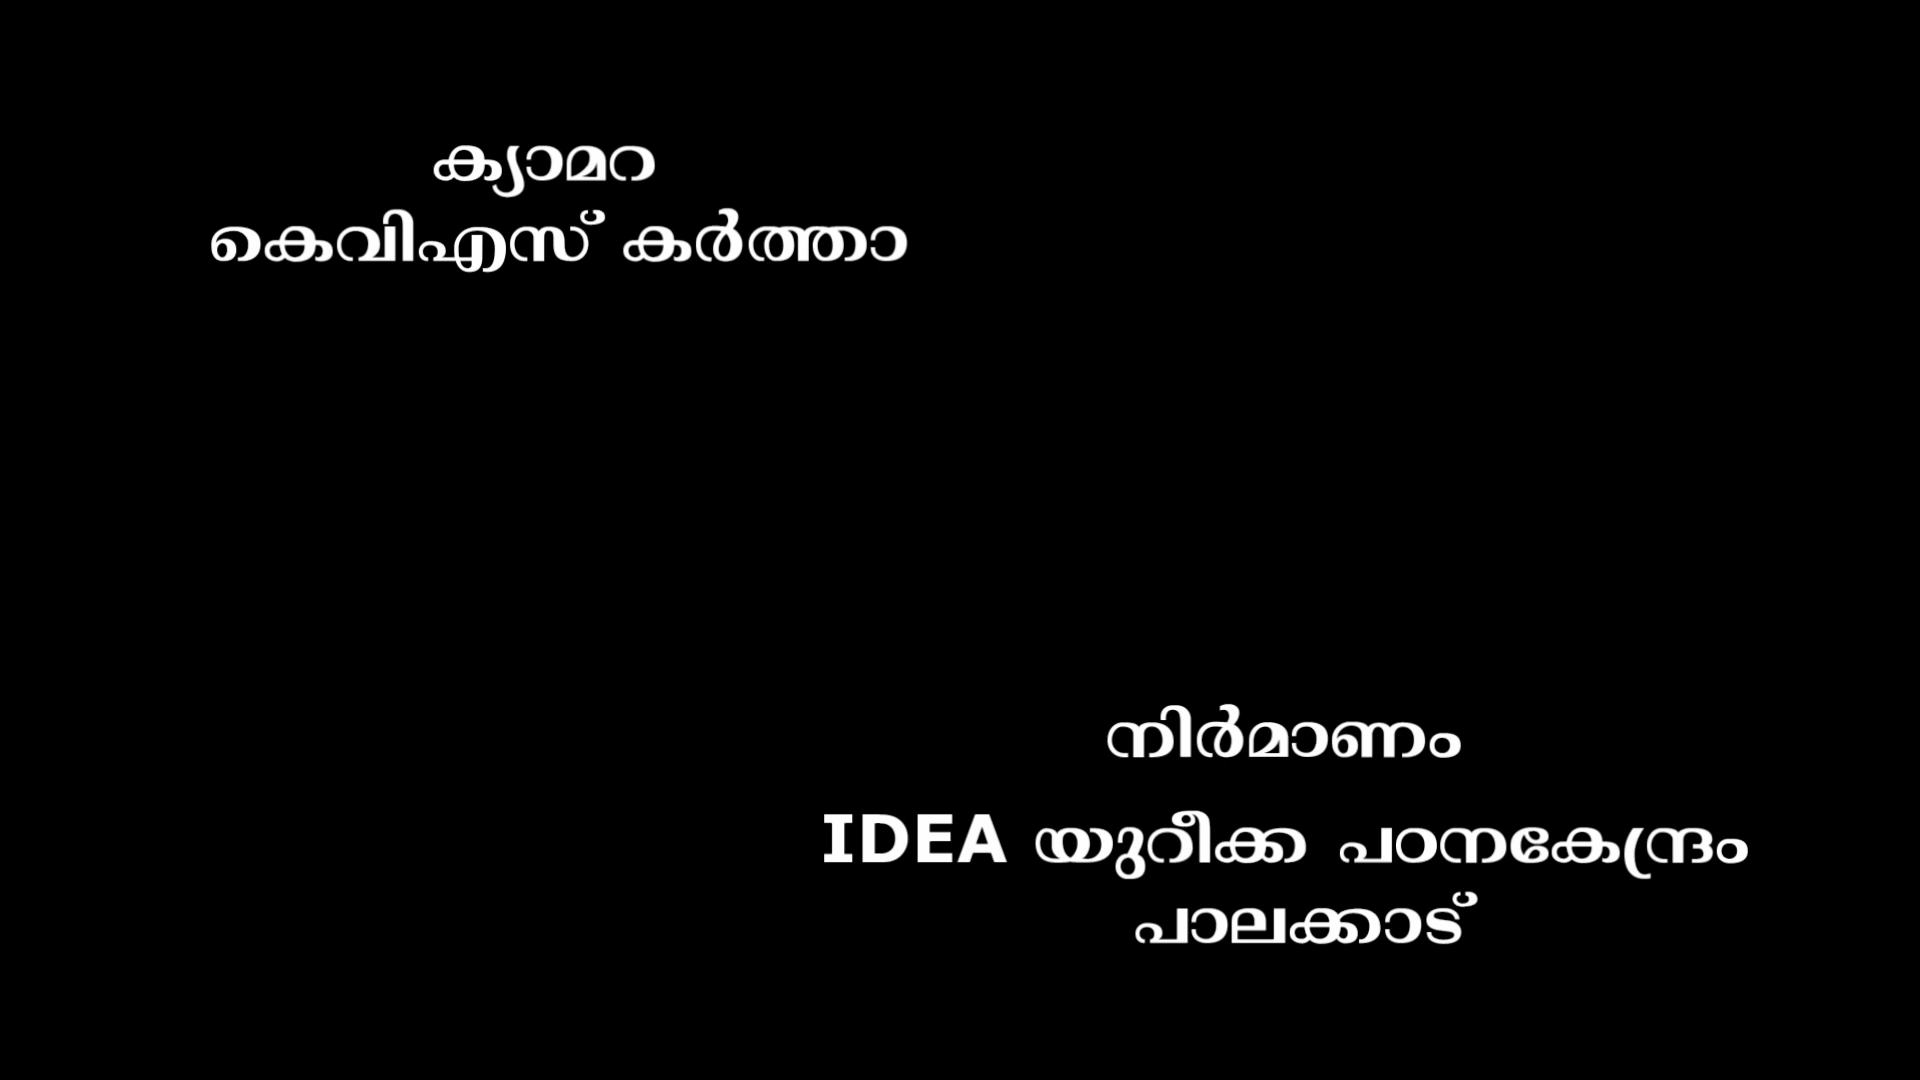 ക്യാമറ
കെവിഎസ് കർത്താ
നിർമാണം
IDEA യുറീക്ക പഠനകേന്ദ്രം
പാലക്കാട്